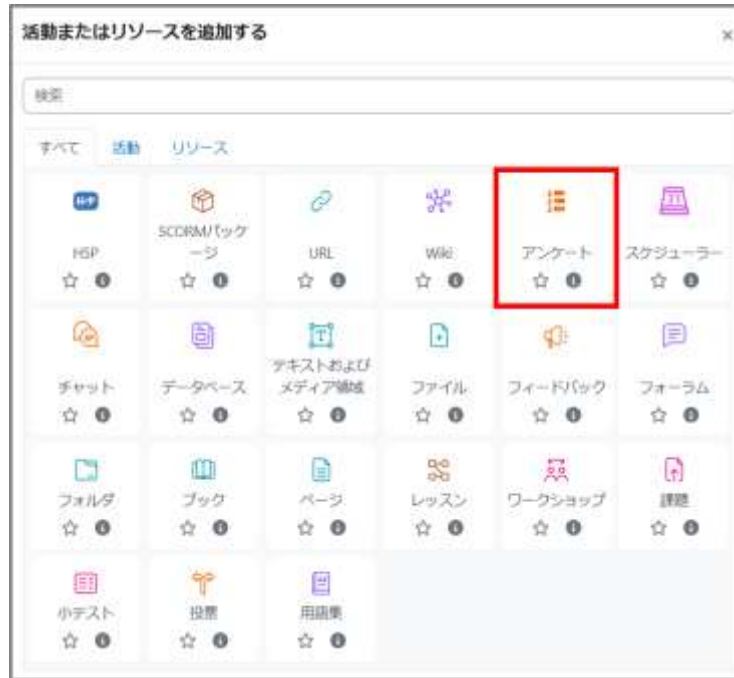 活動またはリソースを追加する
×
検索
すべて 活動 リソース
H5P
SCORMパッケ
ージ
URL
Wiki
アンケート
スケジューラー
チャット
データベース
テキストおよび
メディア領域
ファイル
フィードバック
フォーラム
フォルダ
ブック
ページ
レッスン
ワークショップ
課題
小テスト
投票
用語集